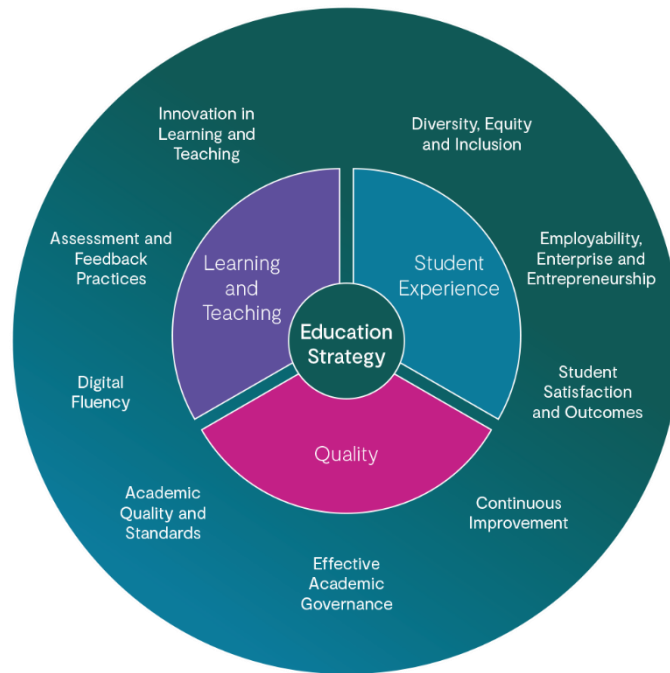 Innovation in
Learning and
Teaching
Diversity, Equity
and Inclusion
Assessment and
Feedback
Practices
Employability,
Enterprise and
Entrepreneurship
Learning
and
Teaching
Student
Experience
Education
Strategy
Digital
Fluency
Student
Satisfaction
and Outcomes
Quality
Academic
Quality and
Standards
Continuous
Improvement
Effective
Academic
Governance